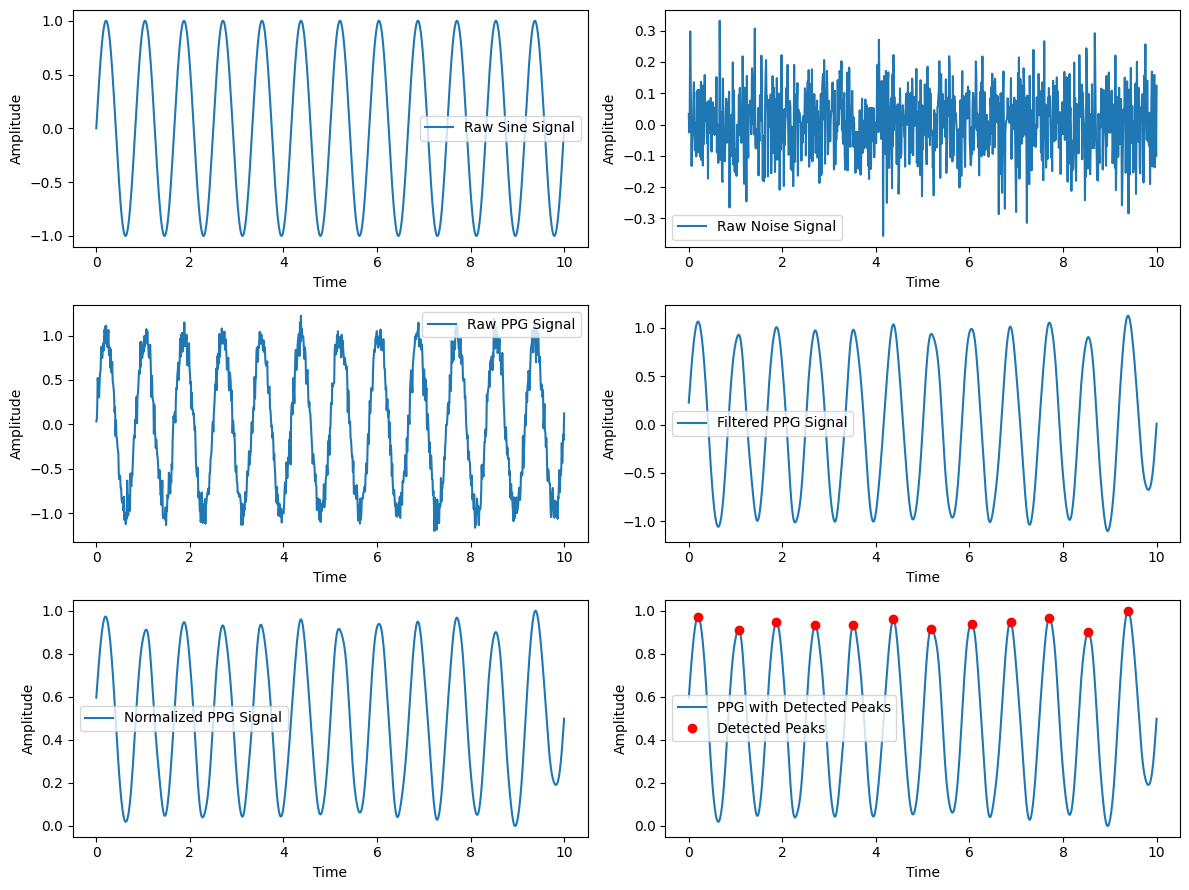 1.0
0.5
0.0
−0.5
−1.0
Amplitude
Raw Sine Signal
0 2 4 6 8 10
Time
0.3
0.2
0.1
0.0
−0.1
−0.2
−0.3
Amplitude
Raw Noise Signal
0 2 4 6 8 10
Time
1.0
0.5
0.0
−0.5
−1.0
Amplitude
Raw PPG Signal
0 2 4 6 8 10
Time
1.0
0.5
0.0
−0.5
−1.0
Amplitude
Filtered PPG Signal
0 2 4 6 8 10
Time
1.0
0.8
0.6
0.4
0.2
0.0
Amplitude
Normalized PPG Signal
0 2 4 6 8 10
Time
1.0
0.8
0.6
0.4
0.2
0.0
Amplitude
PPG with Detected Peaks
Detected Peaks
0 2 4 6 8 10
Time